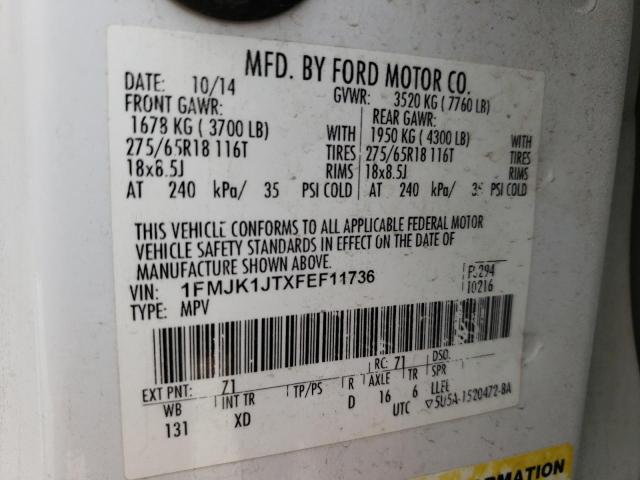 MFD. BY FORD MOTOR CO.
DATE: 10/14 GVWR: 3520 KG ( 7760 LB)
FRONT GAWR: REAR GAWR:
1678 KG ( 3700 LB) WITH 1950 KG ( 4300 LB) WITH
275/65R18 116T TIRES 275/65R18 116T TIRES
18x8.5J RIMS 18x8.5J RIMS
AT 240 kPa/ 35 PSI COLD AT 240 kPa/ 35 PSI COLD
THIS VEHICLE CONFORMS TO ALL APPLICABLE FEDERAL MOTOR
VEHICLE SAFETY STANDARDS IN EFFECT ON THE DATE OF
MANUFACTURE SHOWN ABOVE.
VIN: 1FMJK1JTXFEF11736 F5294
TYPE: MPV 10216
EXT PNT: 71 RC: 71 DSO:
WB INT TR TP/PS R AXLE TR SPR
131 XD D 16 6 LLEL
UTC ▽5U5A-1520472-BA
ORMATION